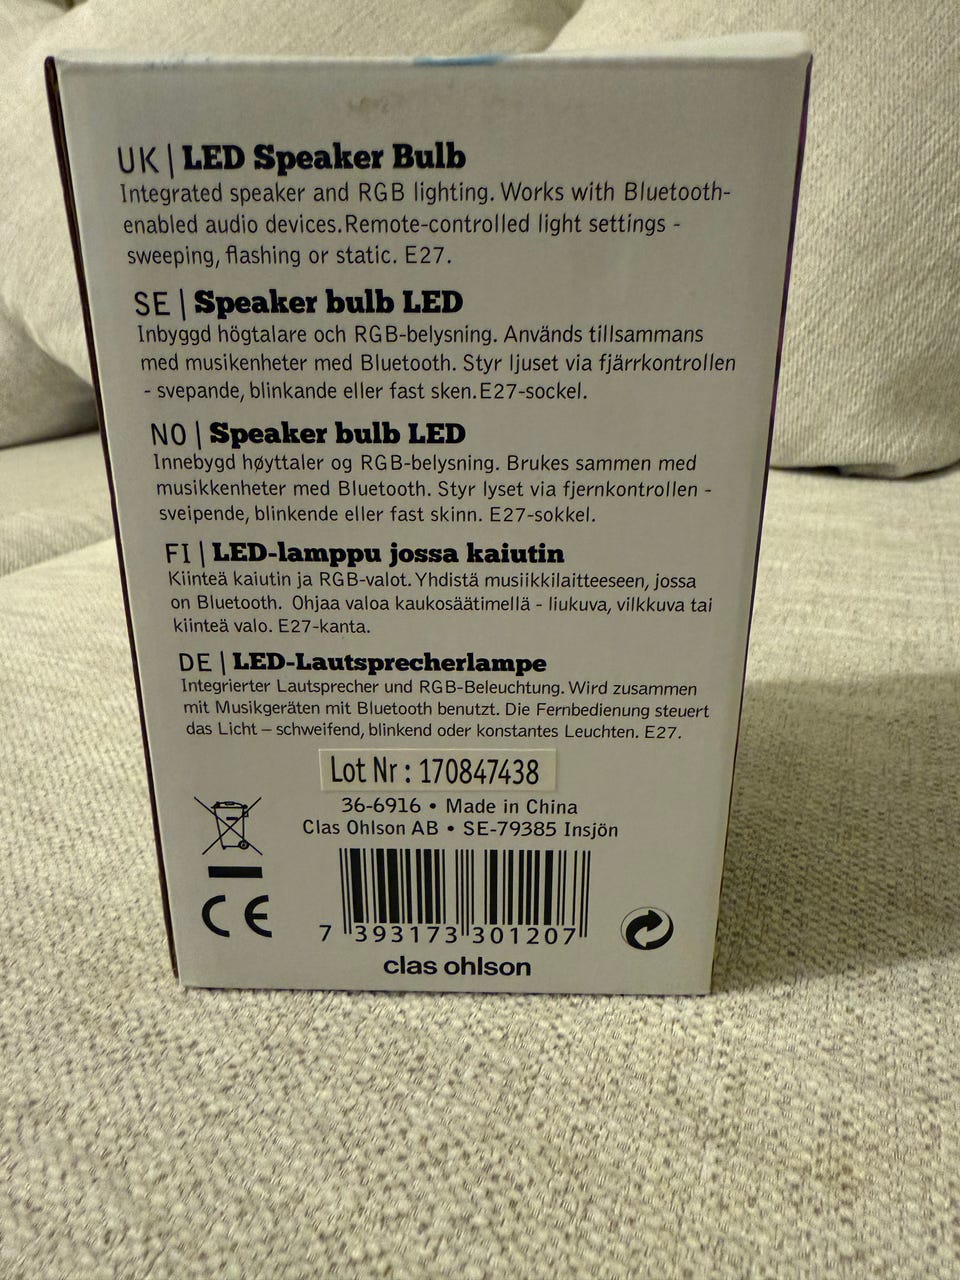 UK | LED Speaker Bulb
Integrated speaker and RGB lighting. Works with Bluetooth-
enabled audio devices.Remote-controlled light settings -
sweeping, flashing or static. E27.
SE | Speaker bulb LED
Inbyggd högtalare och RGB-belysning. Används tillsammans
med musikenheter med Bluetooth. Styr ljuset via fjärrkontrollen
- svepande, blinkande eller fast sken.E27-sockel.
NO | Speaker bulb LED
Innebygd høyttaler og RGB-belysning. Brukes sammen med
musikkenheter med Bluetooth. Styr lyset via fjernkontrollen -
sveipende, blinkende eller fast skinn. E27-sokkel.
FI | LED-lamppu jossa kaiutin
Kiinteä kaiutin ja RGB-valot. Yhdistä musiikkilaitteeseen, jossa
on Bluetooth. Ohjaa valoa kaukosäätimellä - liukuva, vilkkuva tai
kiinteä valo. E27-kanta.
DE | LED-Lautsprecherlampe
Integrierter Lautsprecher und RGB-Beleuchtung. Wird zusammen
mit Musikgeräten mit Bluetooth benutzt. Die Fernbedienung steuert
das Licht – schweifend, blinkend oder konstantes Leuchten. E27.
Lot Nr : 170847438
36-6916 • Made in China
Clas Ohlson AB • SE-79385 Insjön
CE
7 393173 301207
clas ohlson